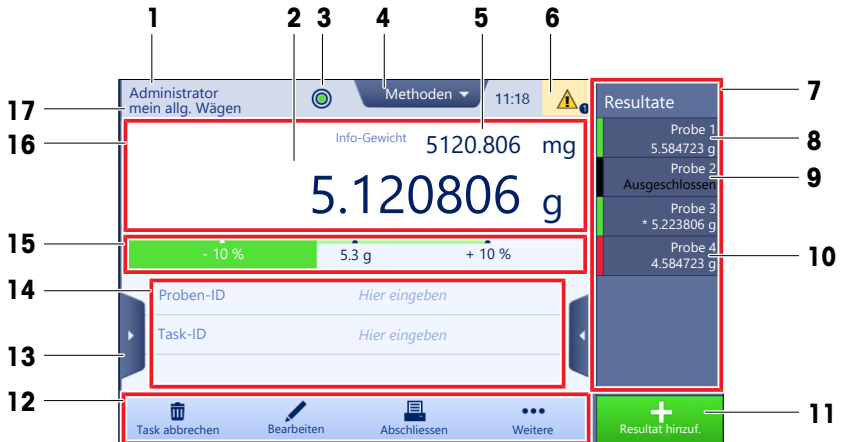 1
2
3
4
5
6
7
8
9
10
11
12
13
14
15
16
17
Administrator
mein allg. Wägen
Methoden
11:18
1
Info-Gewicht 5120.806 mg
5.120806 g
- 10 % 5.3 g + 10 %
Proben-ID Hier eingeben
Task-ID Hier eingeben
Task abbrechen
Bearbeiten
Abschliessen
Weitere
Resultate
Probe 1
5.584723 g
Probe 2
Ausgeschlossen
Probe 3
* 5.223806 g
Probe 4
4.584723 g
Resultat hinzuf.